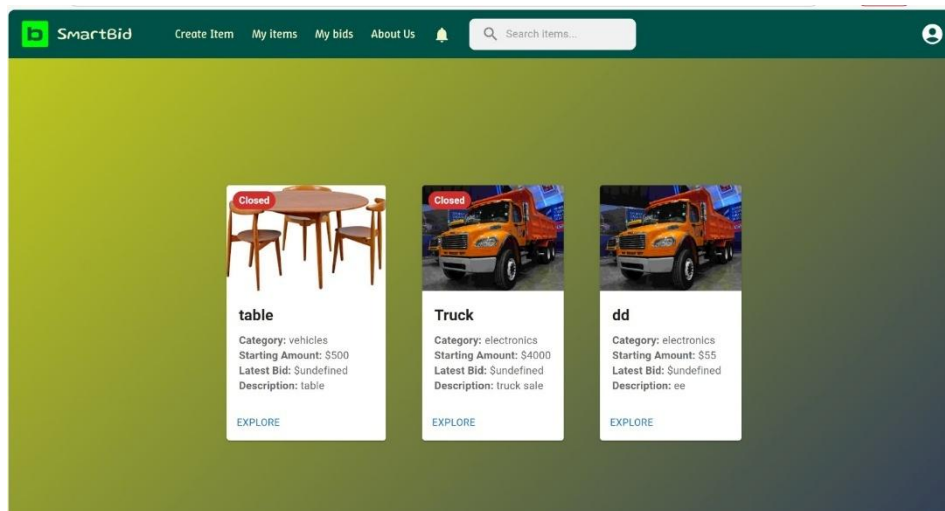 b SmartBid Create Item My items My bids About Us Search items...
Closed
table
Category: vehicles
Starting Amount: $500
Latest Bid: $undefined
Description: table
EXPLORE
Closed
Truck
Category: electronics
Starting Amount: $4000
Latest Bid: $undefined
Description: truck sale
EXPLORE
dd
Category: electronics
Starting Amount: $55
Latest Bid: $undefined
Description: ee
EXPLORE